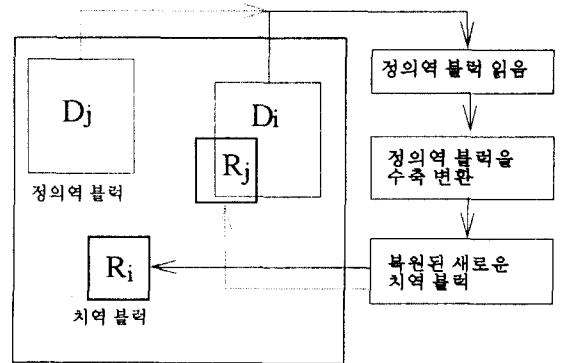 정의역 블럭 읽음
Dj
Di
정의역 블럭을
수축 변환
Rj
정의역 블럭
복원된 새로운
치역 블럭
Ri
치역 블럭